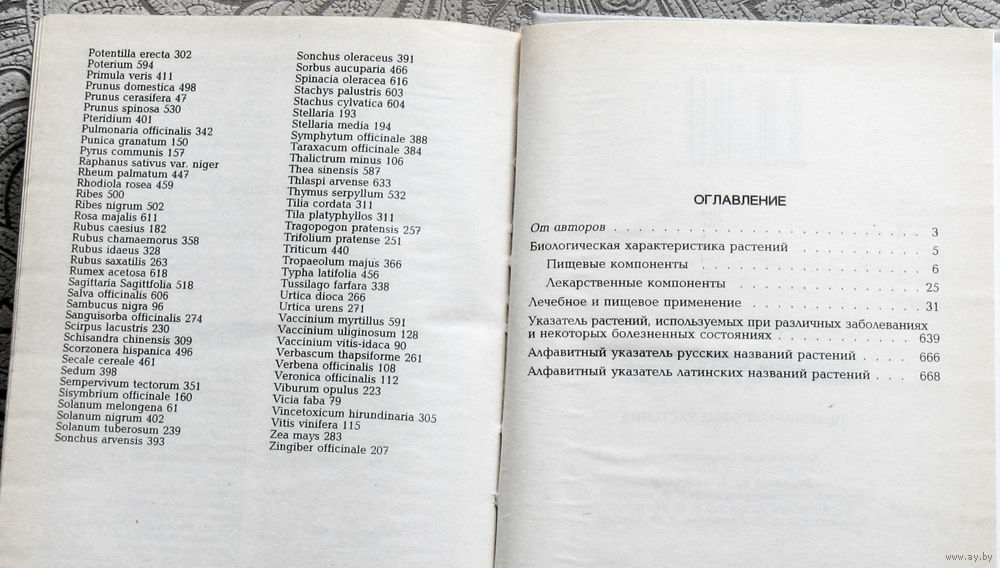 Potentilla erecta 302
Poterium 594
Primula veris 411
Prunus domestica 498
Prunus cerasifera 47
Prunus spinosa 530
Pteridium 401
Pulmonaria officinalis 342
Punica granatum 150
Pyrus communis 157
Raphanus sativus var. niger
Rheum palmatum 447
Rhodiola rosea 459
Ribes 500
Ribes nigrum 502
Rosa majalis 611
Rubus caesius 182
Rubus chamaemorus 358
Rubus idaeus 328
Rubus saxatilis 263
Rumex acetosa 618
Sagittaria Sagittfolia 518
Salva officinalis 606
Sambucus nigra 96
Sanguisorba officinalis 274
Scirpus lacustris 230
Schisandra chinensis 309
Scorzonera hispanica 496
Secale cereale 461
Sedum 398
Sempervivum tectorum 351
Sisymbrium officinale 160
Solanum melongena 61
Solanum nigrum 402
Solanum tuberosum 239
Sonchus arvensis 393
Sonchus oleraceus 391
Sorbus aucuparia 466
Spinacia oleracea 616
Stachys palustris 603
Stachus cylvatica 604
Stellaria 193
Stellaria media 194
Symphytum officinale 388
Taraxacum officinale 384
Thalictrum minus 106
Thea sinensis 587
Thlaspi arvense 633
Thymus serpyllum 532
Tilia cordata 311
Tila platyphyllos 311
Tragopogon pratensis 257
Trifolium pratense 251
Triticum 440
Tropaeolum majus 366
Typha latifolia 456
Tussilago farfara 338
Urtica dioca 266
Urtica urens 271
Vaccinium myrtillus 591
Vaccinium uliginosum 128
Vaccinium vitis-idaca 90
Verbascum thapsiforme 261
Verbena officinalis 108
Veronica officinalis 112
Viburum opulus 223
Vicia faba 79
Vincetoxicum hirundinaria 305
Vitis vinifera 115
Zea mays 283
Zingiber officinale 207
ОГЛАВЛЕНИЕ
От авторов . . . . . . . . . . . . . . . . . . . . 3
Биологическая характеристика растений . . . . . . . . 5
Пищевые компоненты . . . . . . . . . . . . . . 6
Лекарственные компоненты . . . . . . . . . . . . 25
Лечебное и пищевое применение . . . . . . . . . . . 31
Указатель растений, используемых при различных заболеваниях
и некоторых болезненных состояниях . . . . . . . . . 639
Алфавитный указатель русских названий растений . . . . 666
Алфавитный указатель латинских названий растений . . . 668
www.ay.by